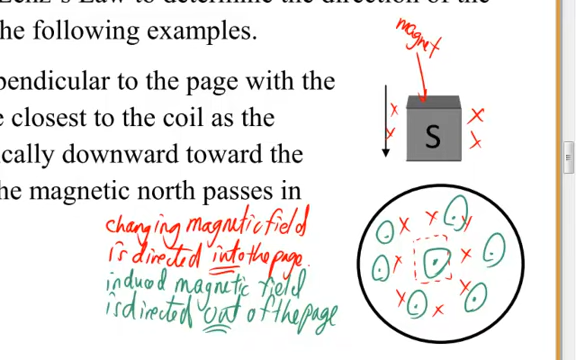 Lenz's Law to determine the direction of the
he following examples.
magnet
pendicular to the page with the
e closest to the coil as the
ically downward toward the
he magnetic north passes in
x
x
x
x
S
changing magnetic field
is directed into the page.
induced magnetic field
is directed out of the page
x x x
x x
x x
x